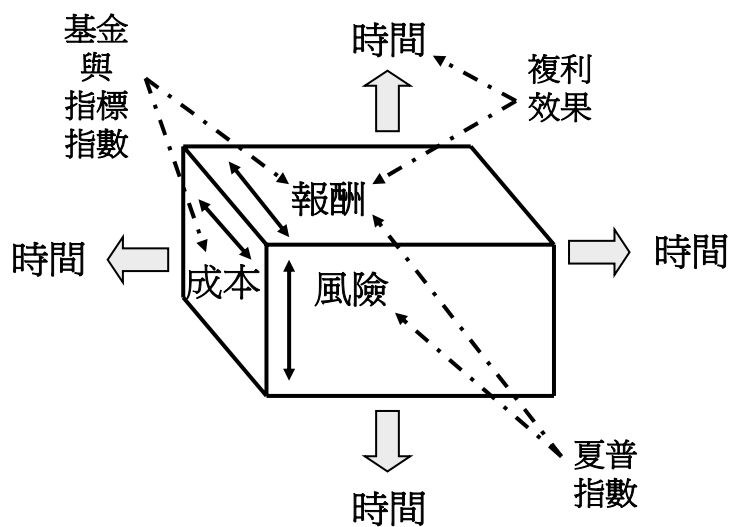 基金
與
指標
指數
時間
複利
效果
報酬
時間
成本
風險
時間
夏普
指數
時間